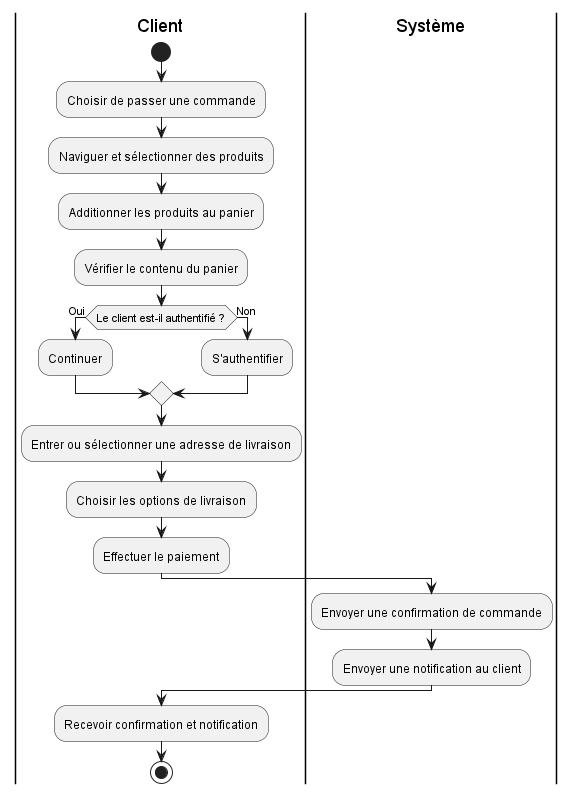 Client
Système
Choisir de passer une commande
Naviguer et sélectionner des produits
Additionner les produits au panier
Vérifier le contenu du panier
Oui
Le client est-il authentifié ?
Non
Continuer
S'authentifier
Entrer ou sélectionner une adresse de livraison
Choisir les options de livraison
Effectuer le paiement
Envoyer une confirmation de commande
Envoyer une notification au client
Recevoir confirmation et notification